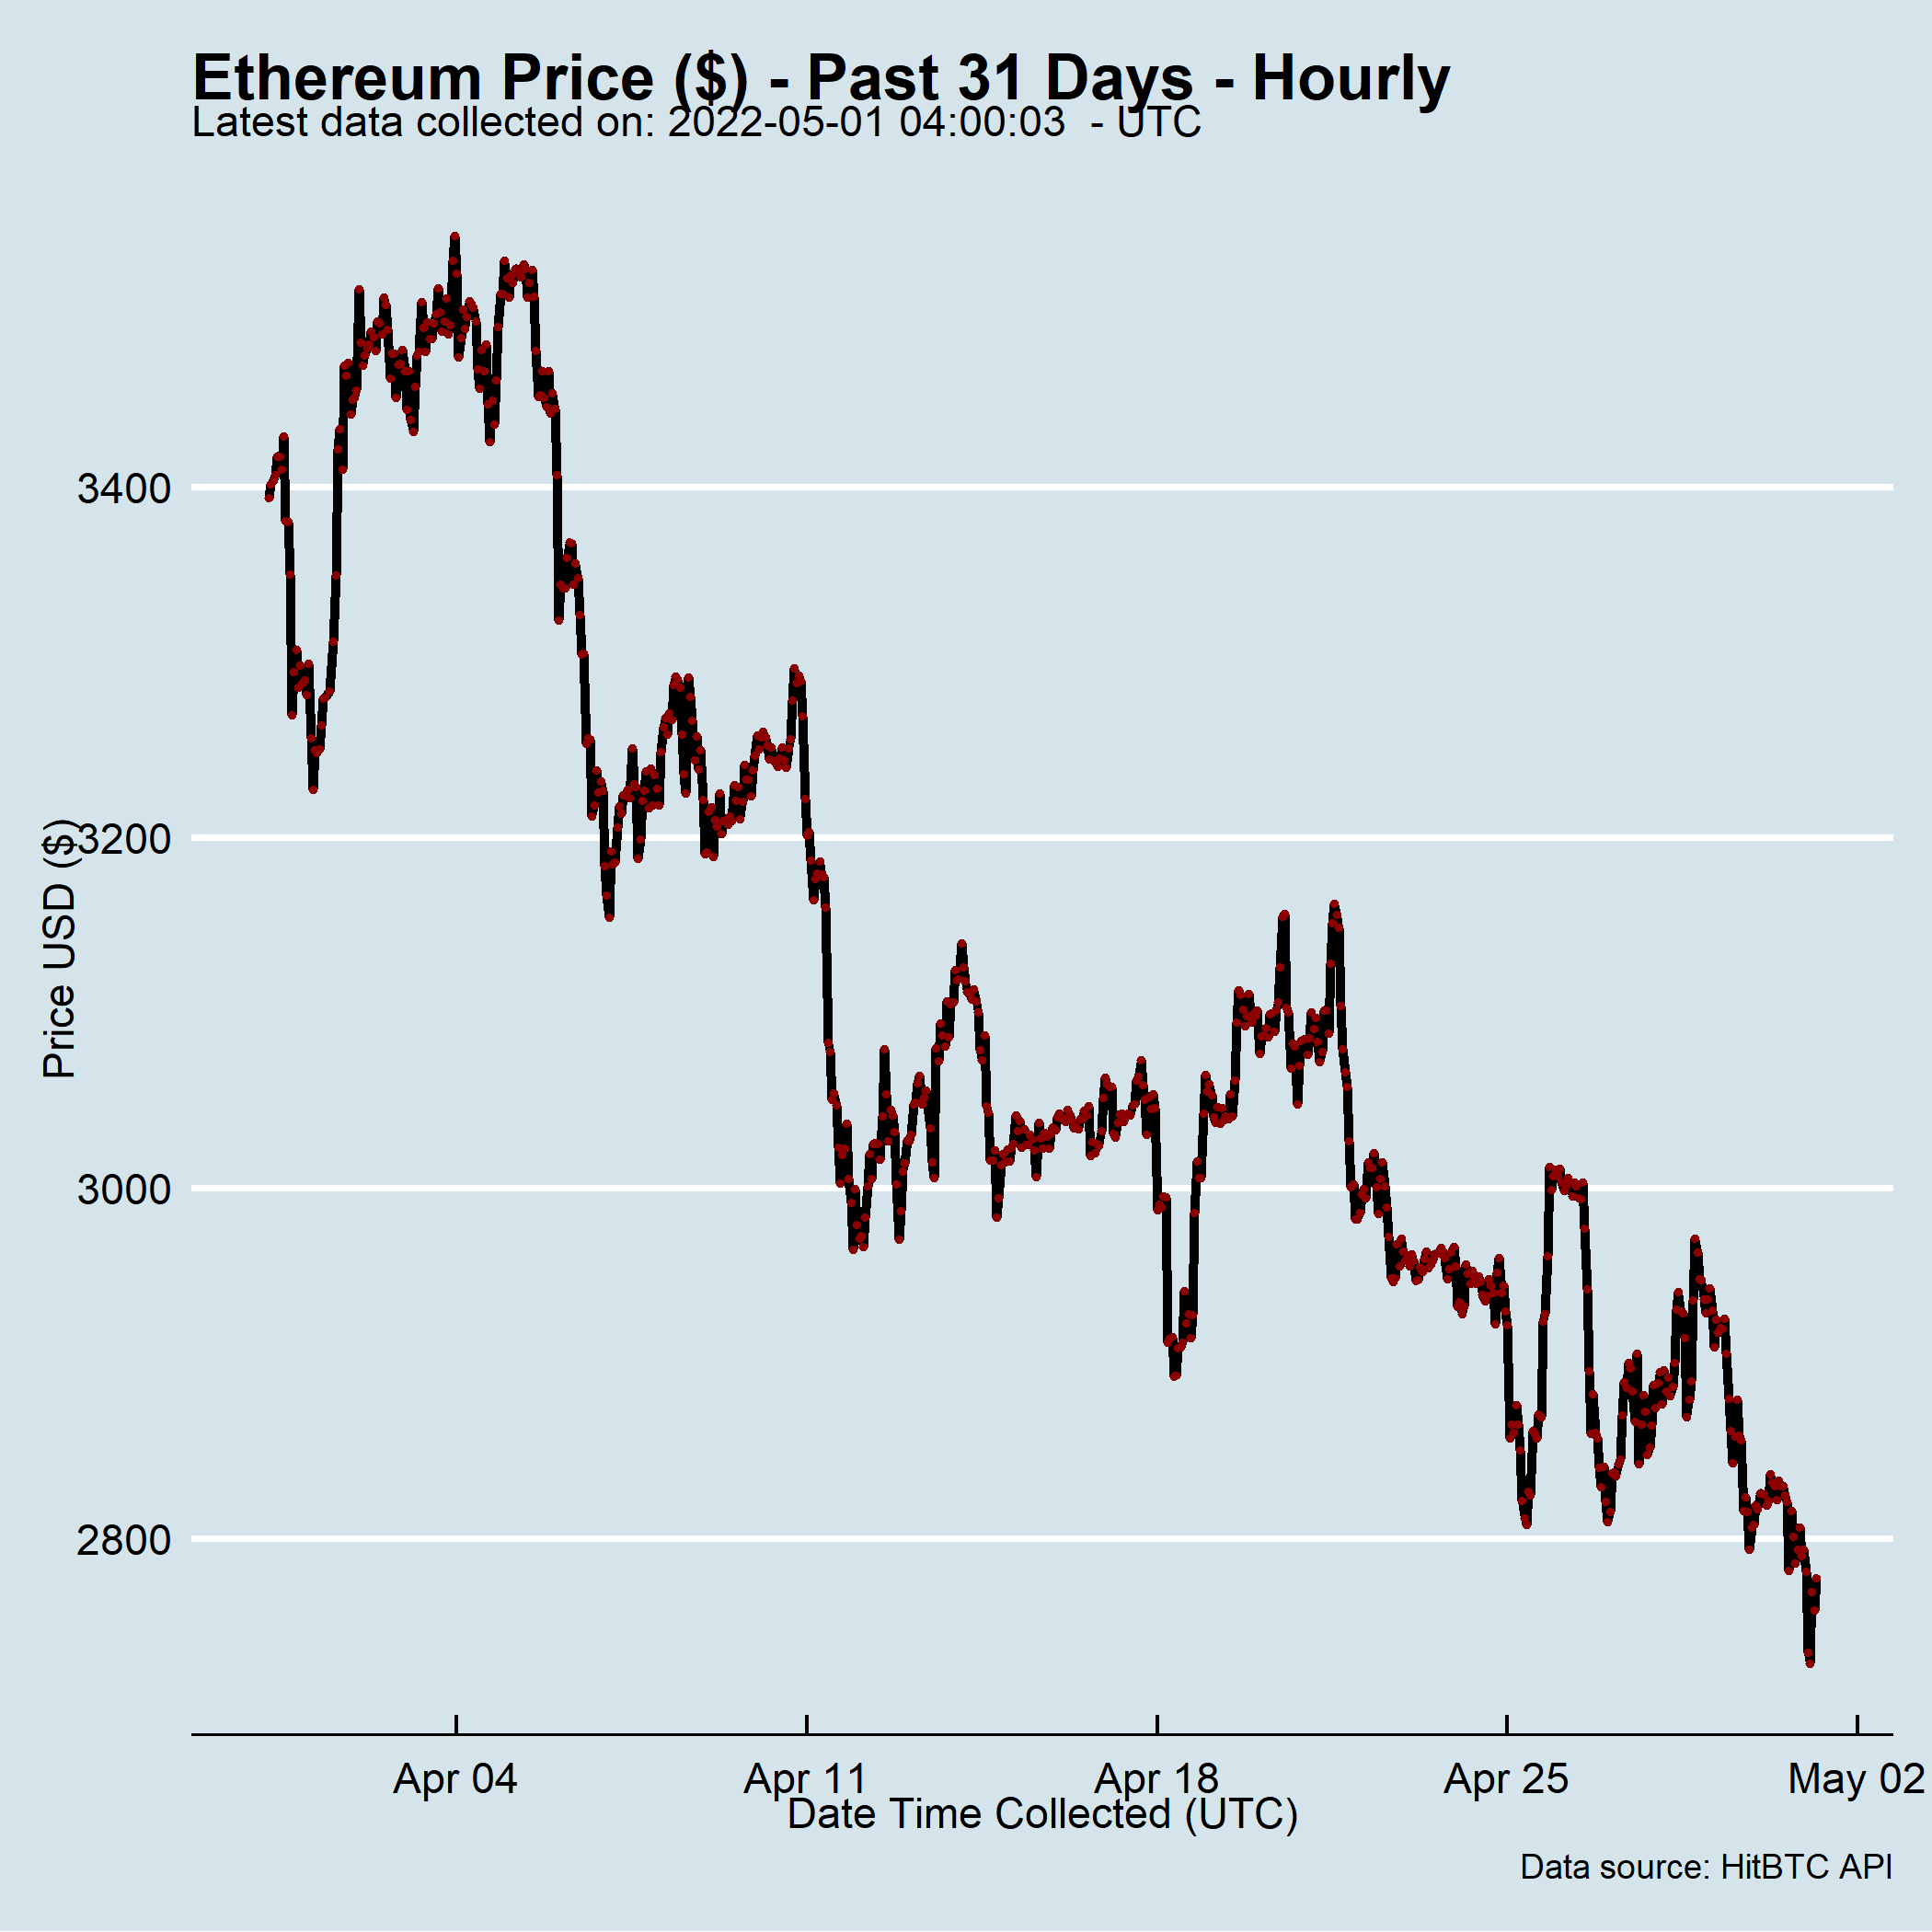 Ethereum Price ($) - Past 31 Days - Hourly
Latest data collected on: 2022-05-01 04:00:03  - UTC
Price USD ($)
3400
3200
3000
2800
Apr 04
Apr 11
Apr 18
Apr 25
May 02
Date Time Collected (UTC)
Data source: HitBTC API